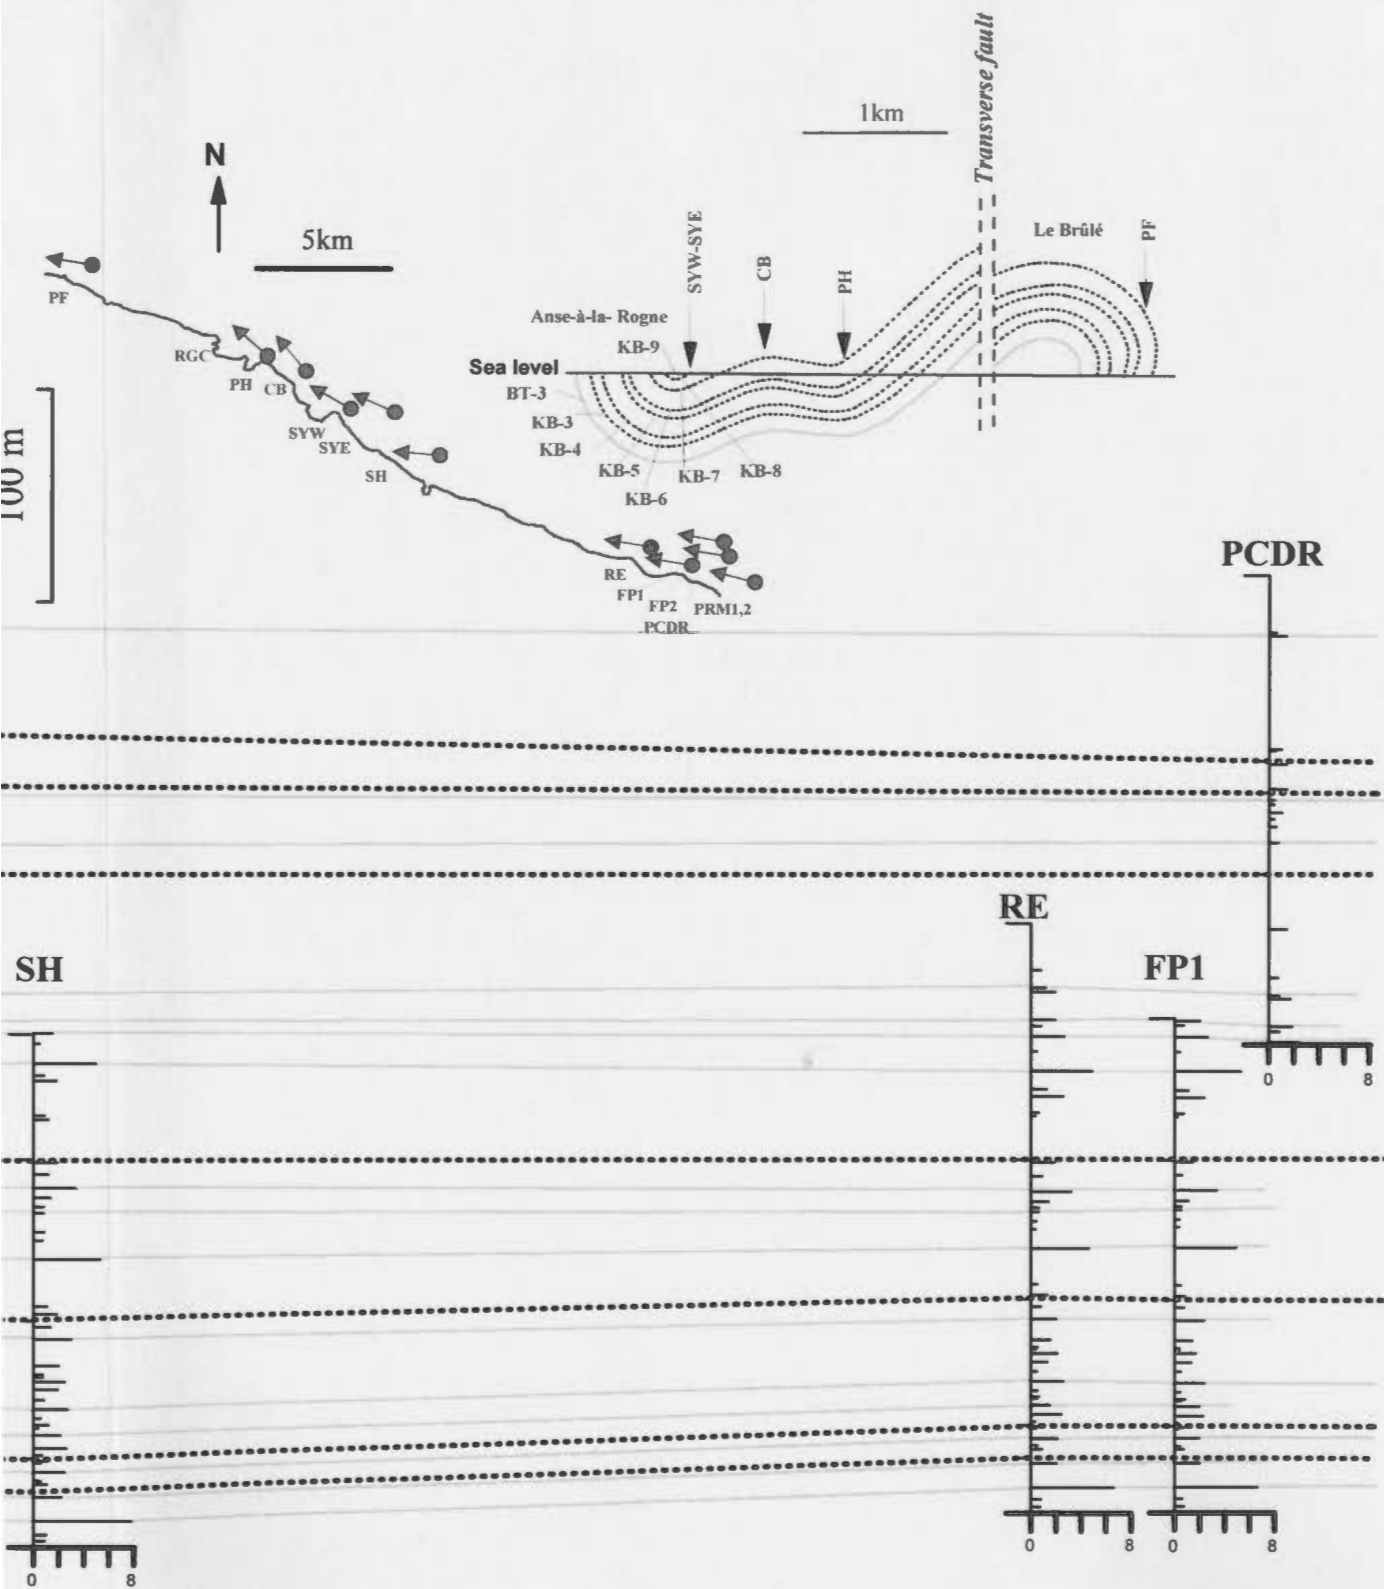 Transverse fault
1km
N
5km
SYW-SYE
CB
PH
Le Brûlé
PF
Anse-à-la- Rogne
KB-9
Sea level
BT-3
KB-3
KB-4
KB-5
KB-6
KB-7
KB-8
PF
RGC
PH
CB
SYW
SYE
SH
RE
FP1
FP2
PRM1,2
PCDR
100 m
PCDR
0 8
RE
0 8
FP1
0 8
SH
0 8